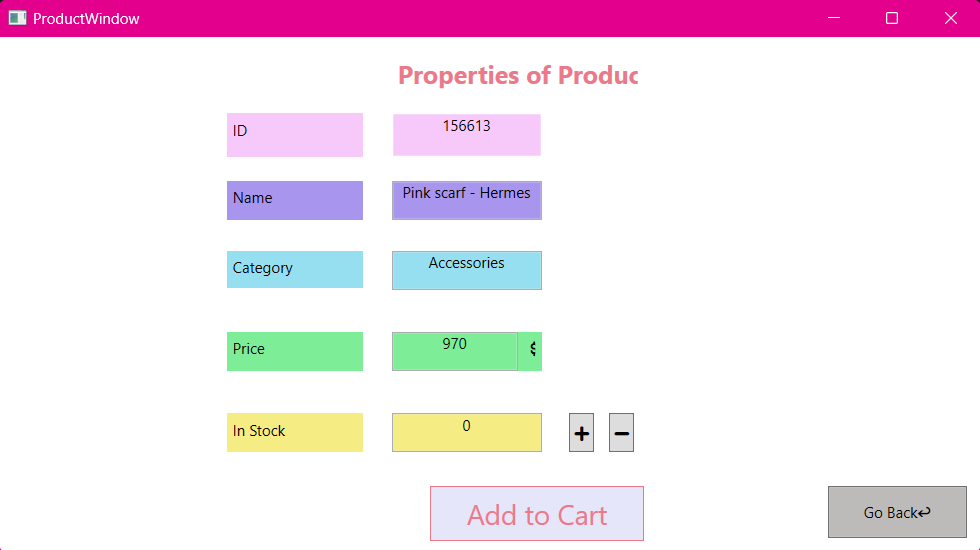 ProductWindow
Properties of Produc
ID 156613
Name Pink scarf - Hermes
Category Accessories
Price 970 $
In Stock 0 + −
Add to Cart
Go Back↩